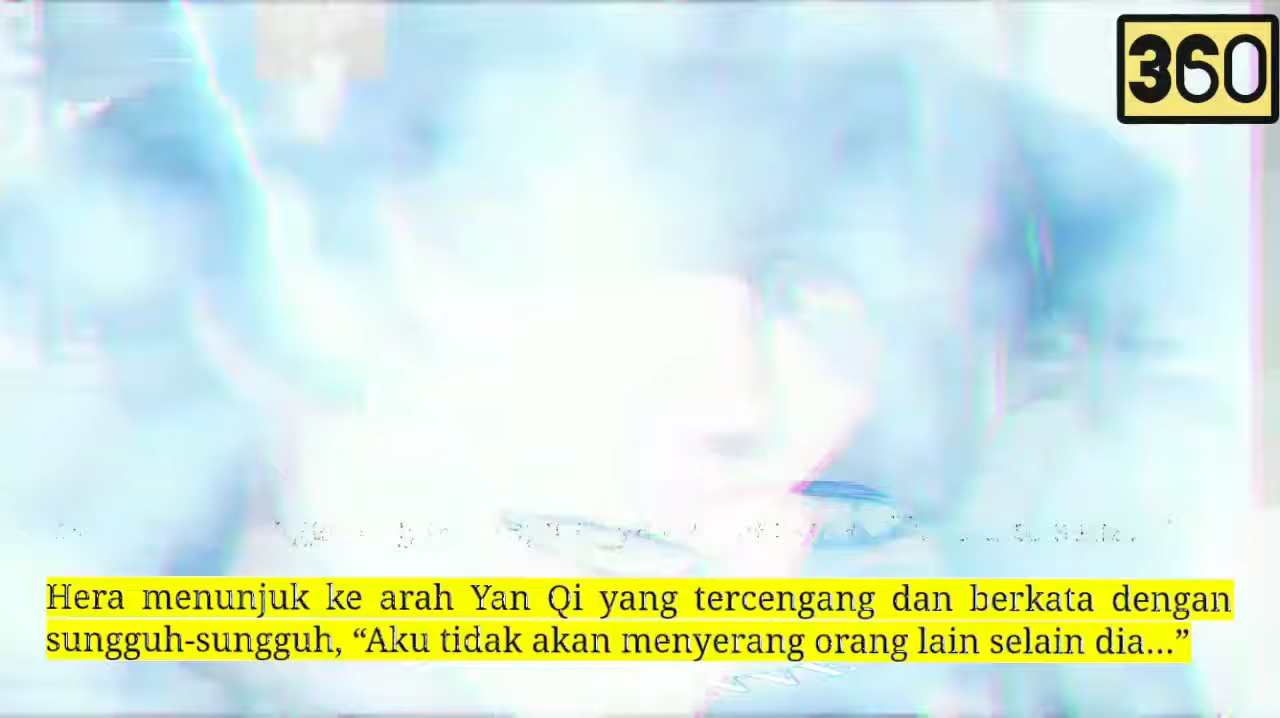 360
Hera menunjuk ke arah Yan Qi yang tercengang dan berkata dengan
sungguh-sungguh, “Aku tidak akan menyerang orang lain selain dia...”